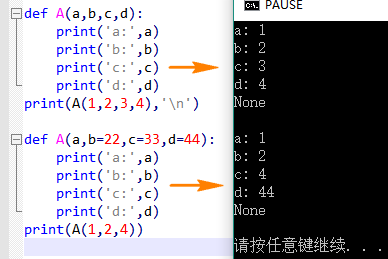 def A(a,b,c,d):
    print('a:',a)
    print('b:',b)
    print('c:',c)
    print('d:',d)
print(A(1,2,3,4),'\n')
def A(a,b=22,c=33,d=44):
    print('a:',a)
    print('b:',b)
    print('c:',c)
    print('d:',d)
print(A(1,2,4))
PAUSE
a: 1
b: 2
c: 3
d: 4
None
a: 1
b: 2
c: 4
d: 44
None
请按任意键继续. . .